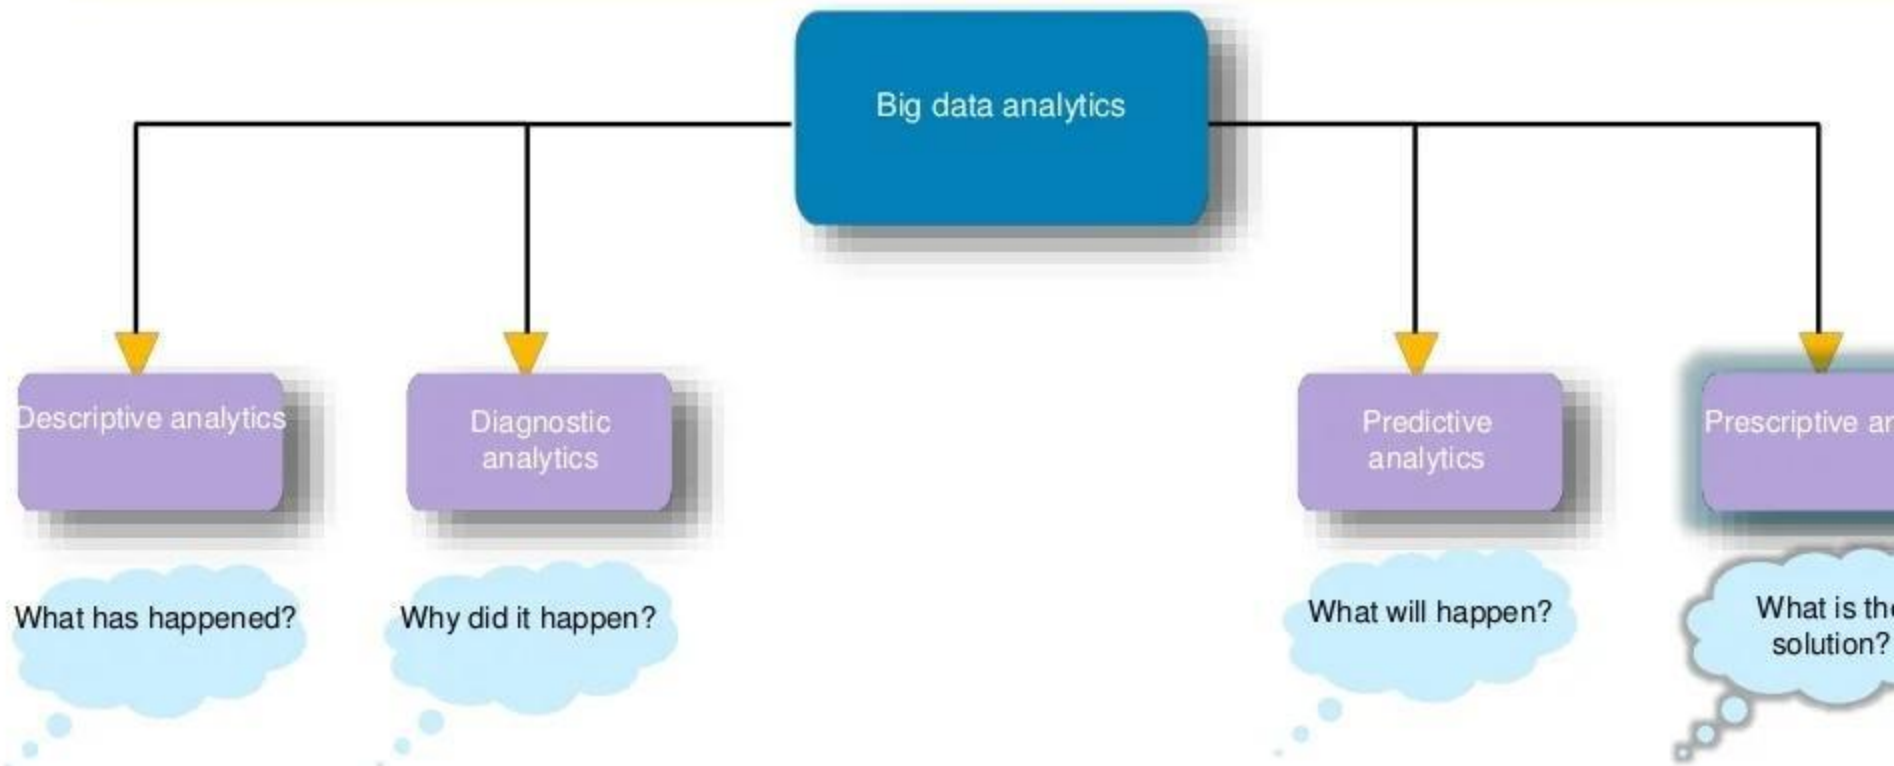 Big data analytics
Descriptive analytics
Diagnostic
analytics
Predictive
analytics
Prescriptive
What has happened?
Why did it happen?
What will happen?
What is the
solution?